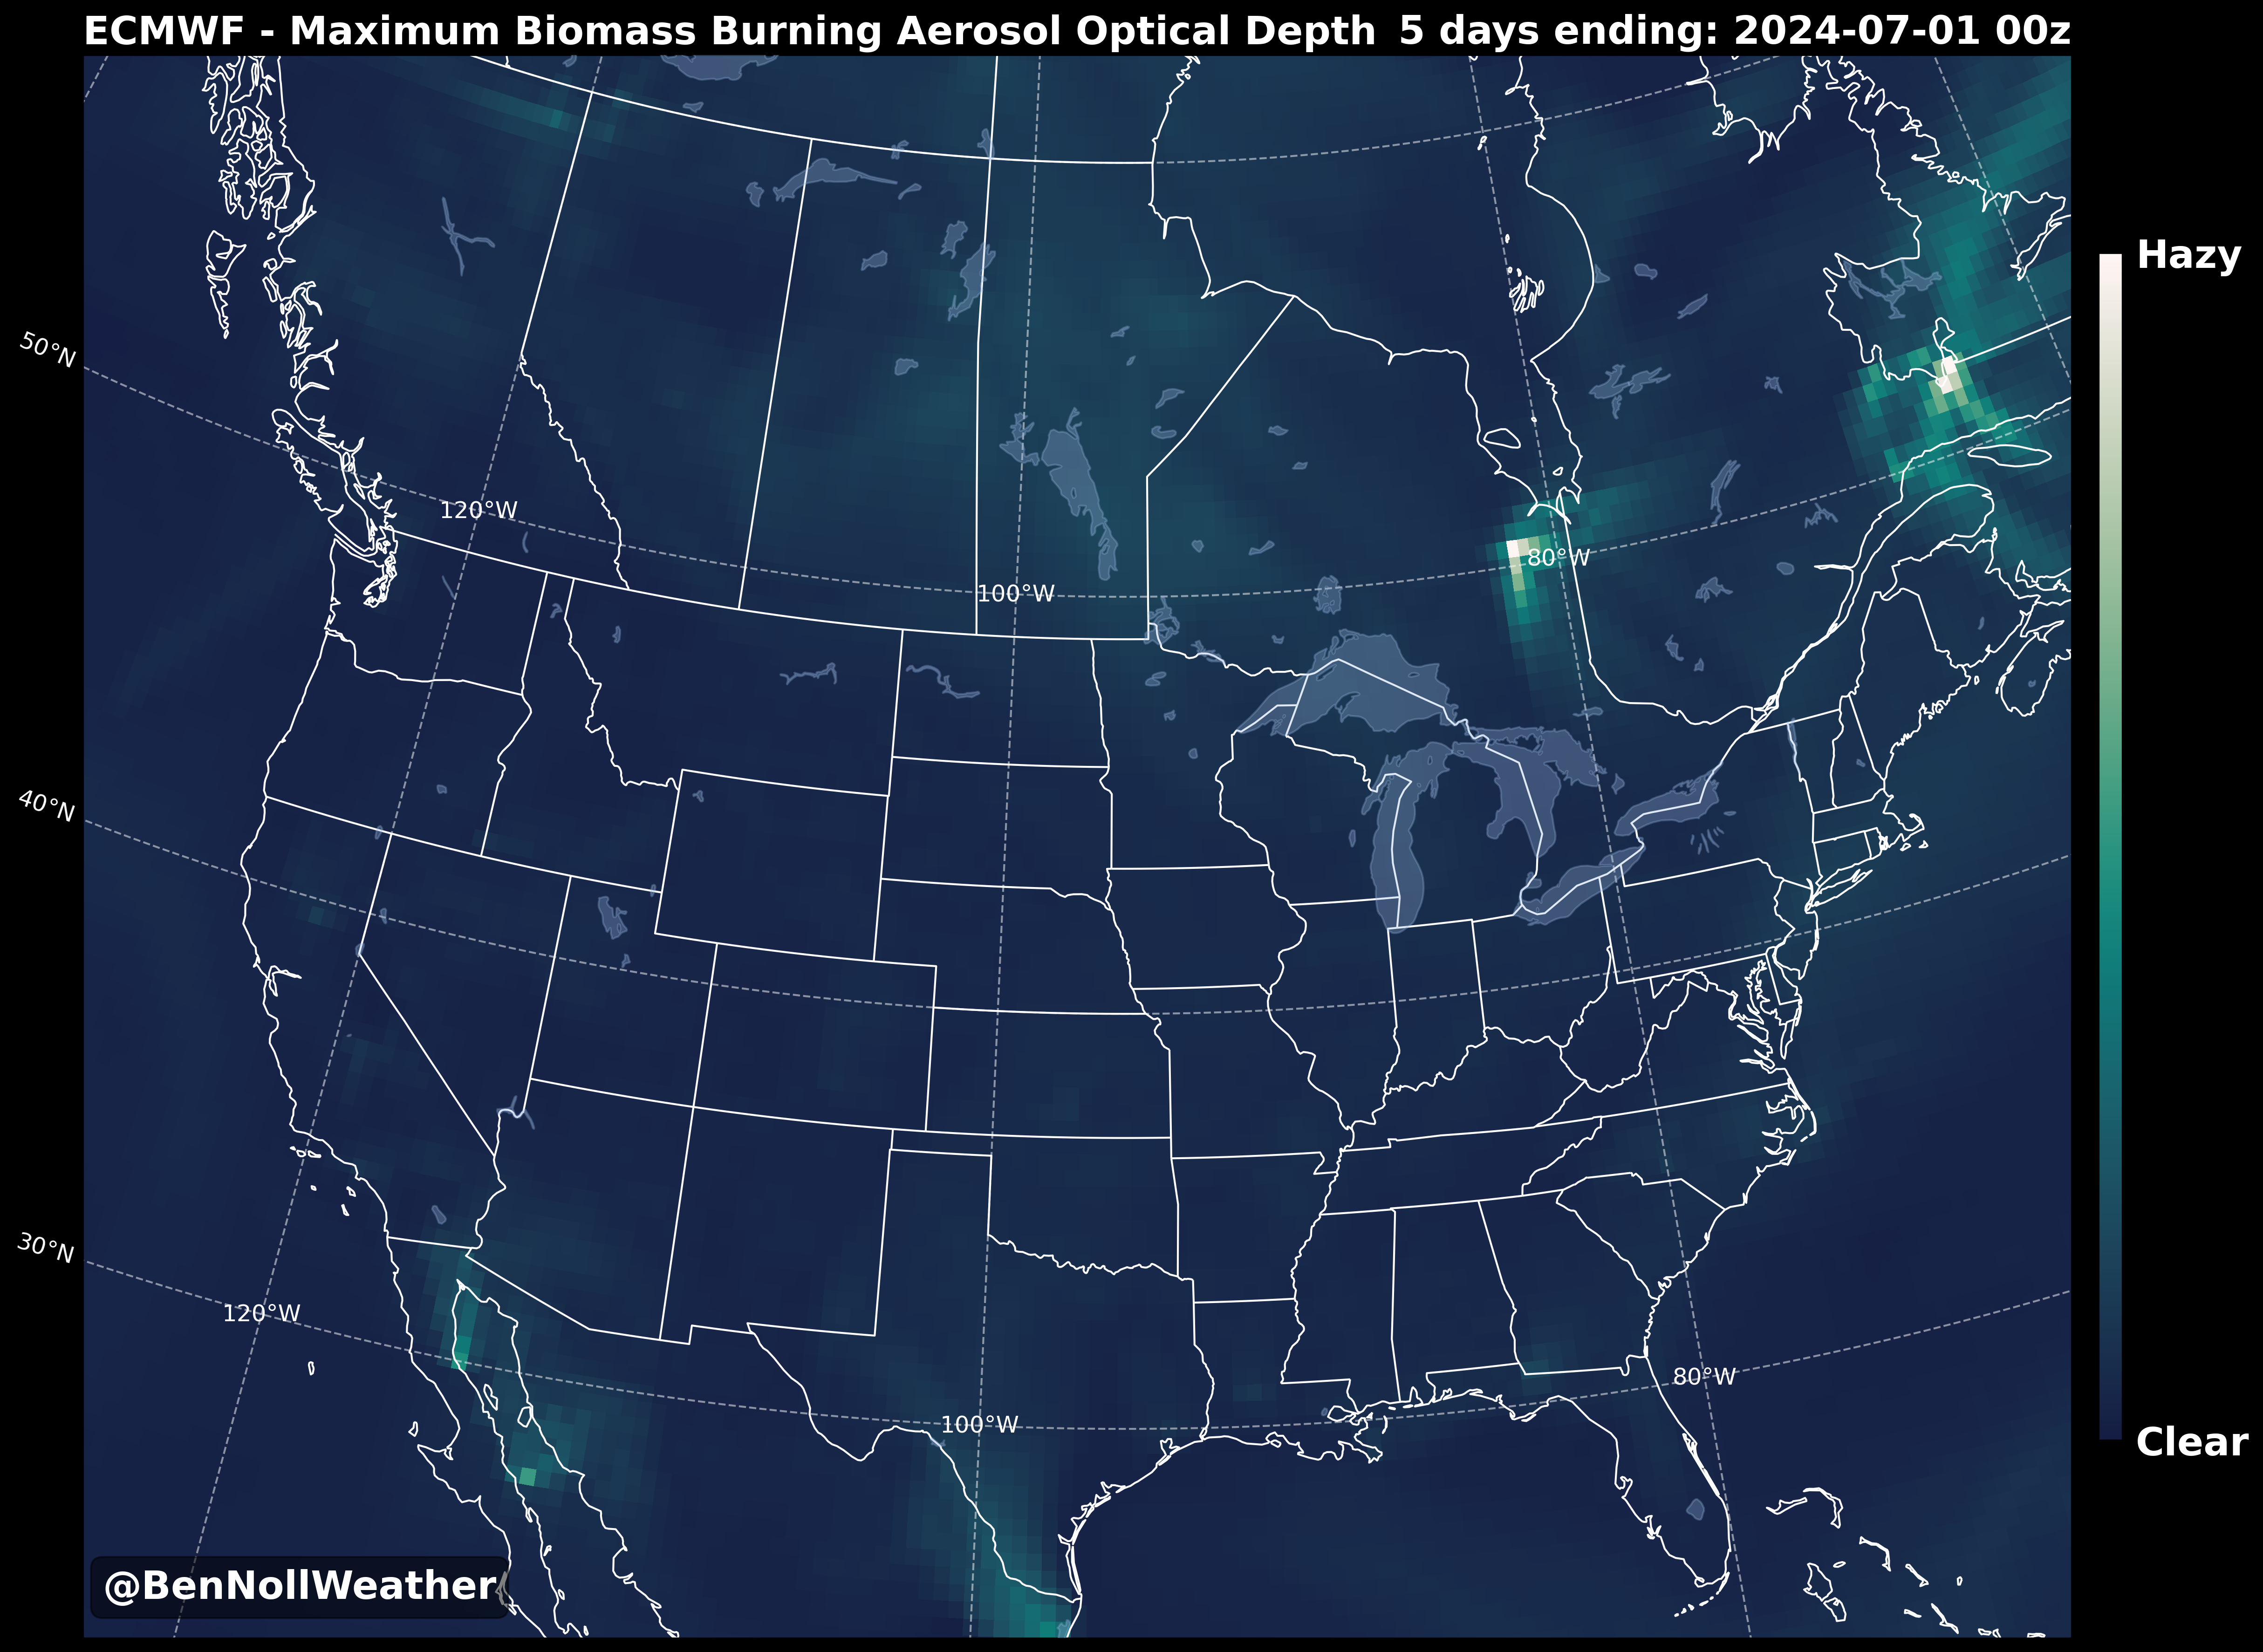 ECMWF - Maximum Biomass Burning Aerosol Optical Depth 5 days ending: 2024-07-01 00z
Hazy
50°N
120°W
80°W
100°W
40°N
30°N
120°W
80°W
100°W
Clear
@BenNollWeather